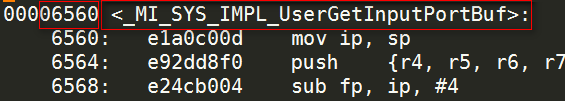 00006560 <_MI_SYS_IMPL_UserGetInputPortBuf>:
6560: e1a0c00d mov ip, sp
6564: e92dd8f0 push {r4, r5, r6, r7
6568: e24cb004 sub fp, ip, #4